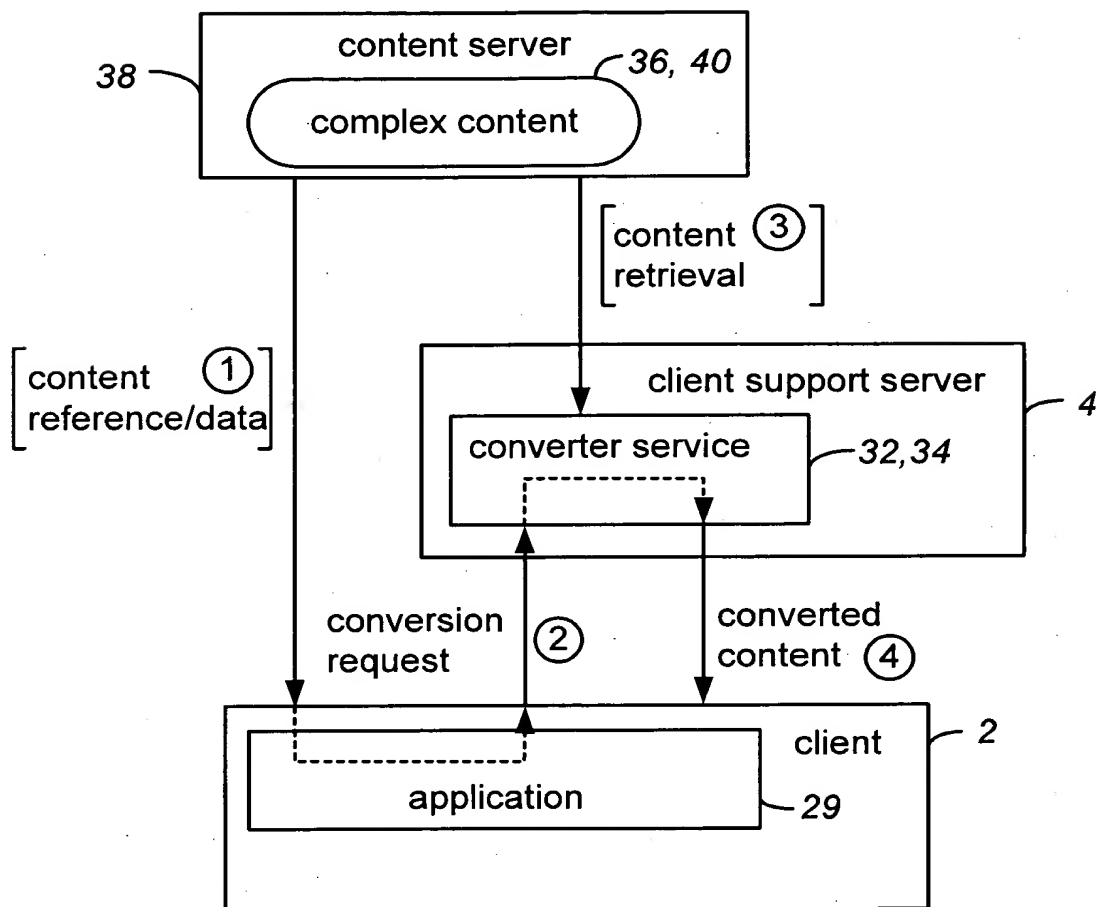 content server
38
36, 40
complex content
content ③
retrieval
content ①
reference/data
client support server
4
converter service
32,34
conversion
request
②
converted
content ④
client
2
application
29